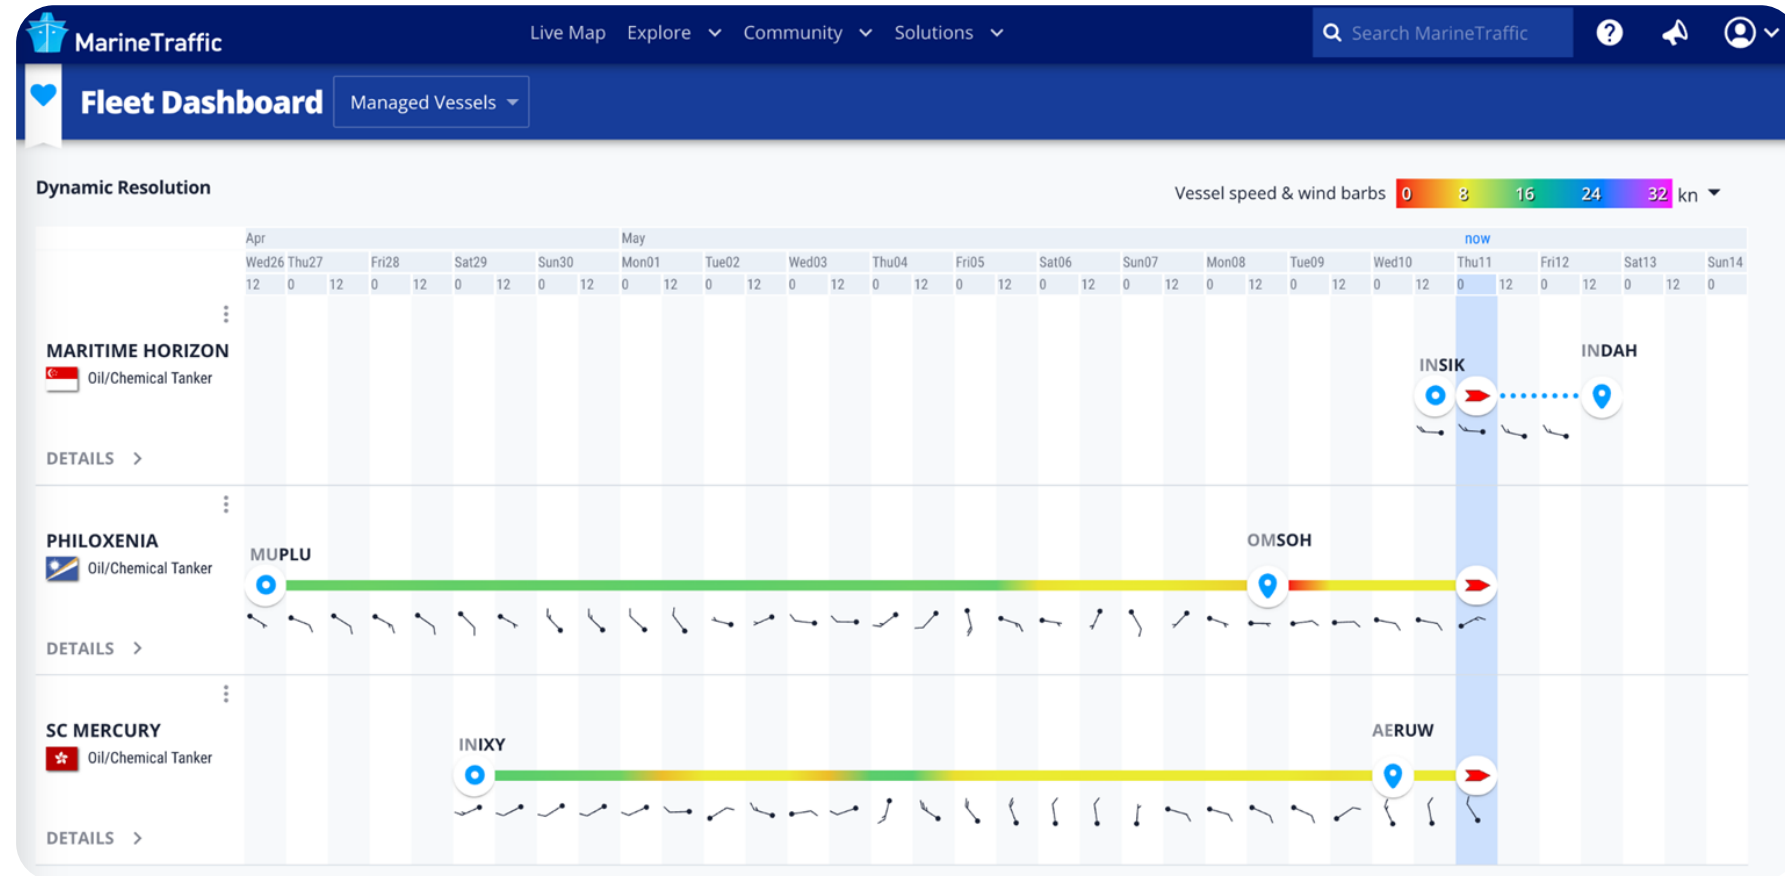 MarineTraffic Live Map Explore Community Solutions Search MarineTraffic ?
Fleet Dashboard Managed Vessels
Dynamic Resolution Vessel speed & wind barbs 0 8 16 24 32 kn
Apr May now
Wed26 Thu27 Fri28 Sat29 Sun30 Mon01 Tue02 Wed03 Thu04 Fri05 Sat06 Sun07 Mon08 Tue09 Wed10 Thu11 Fri12 Sat13 Sun14
12 0 12 0 12 0 12 0 12 0 12 0 12 0 12 0 12 0 12 0 12 0 12 0 12 0 12 0 12 0 12 0 12 0 12 0
MARITIME HORIZON INSIK INDAH
Oil/Chemical Tanker
DETAILS
PHILOXENIA MUPLU OMSOH
Oil/Chemical Tanker
DETAILS
SC MERCURY INIXY AERUW
Oil/Chemical Tanker
DETAILS